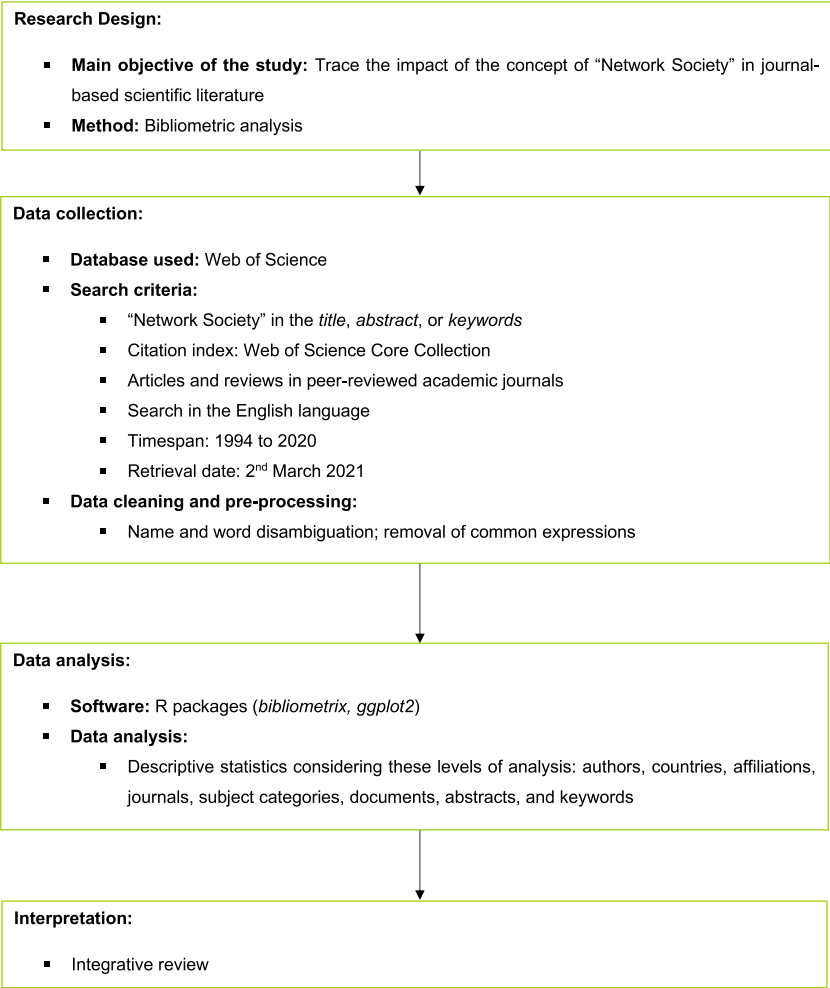 Research Design:
▪ Main objective of the study: Trace the impact of the concept of “Network Society” in journal-
based scientific literature
▪ Method: Bibliometric analysis
Data collection:
▪ Database used: Web of Science
▪ Search criteria:
▪ “Network Society” in the title, abstract, or keywords
▪ Citation index: Web of Science Core Collection
▪ Articles and reviews in peer-reviewed academic journals
▪ Search in the English language
▪ Timespan: 1994 to 2020
▪ Retrieval date: 2nd March 2021
▪ Data cleaning and pre-processing:
▪ Name and word disambiguation; removal of common expressions
Data analysis:
▪ Software: R packages (bibliometrix, ggplot2)
▪ Data analysis:
▪ Descriptive statistics considering these levels of analysis: authors, countries, affiliations,
journals, subject categories, documents, abstracts, and keywords
Interpretation:
▪ Integrative review